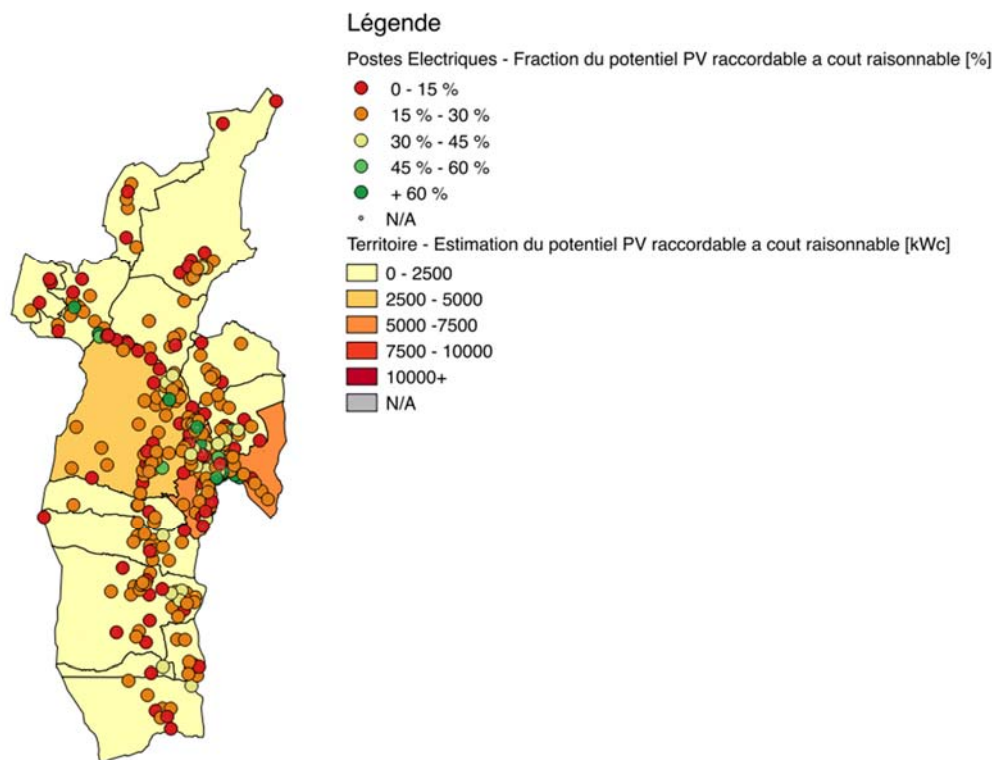 Légende
Postes Electriques - Fraction du potentiel PV raccordable a cout raisonnable [%]
0 - 15 %
15 % - 30 %
30 % - 45 %
45 % - 60 %
+ 60 %
N/A
Territoire - Estimation du potentiel PV raccordable a cout raisonnable [kWc]
0 - 2500
2500 - 5000
5000 -7500
7500 - 10000
10000+
N/A